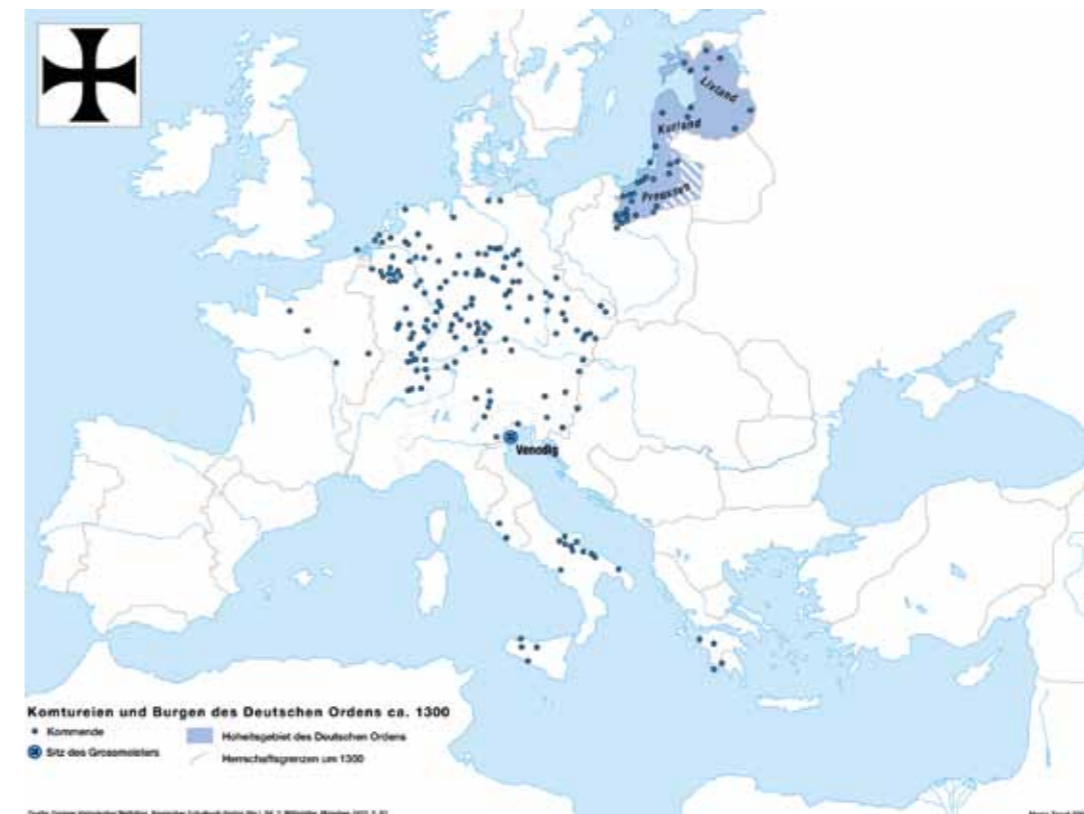 Livland
Kurland
Preussen
Venedig
Komtureien und Burgen des Deutschen Ordens ca. 1300
Kommende
Hoheitsgebiet des Deutschen Ordens
Sitz des Grossmeisters
Herrschaftsgrenzen um 1300